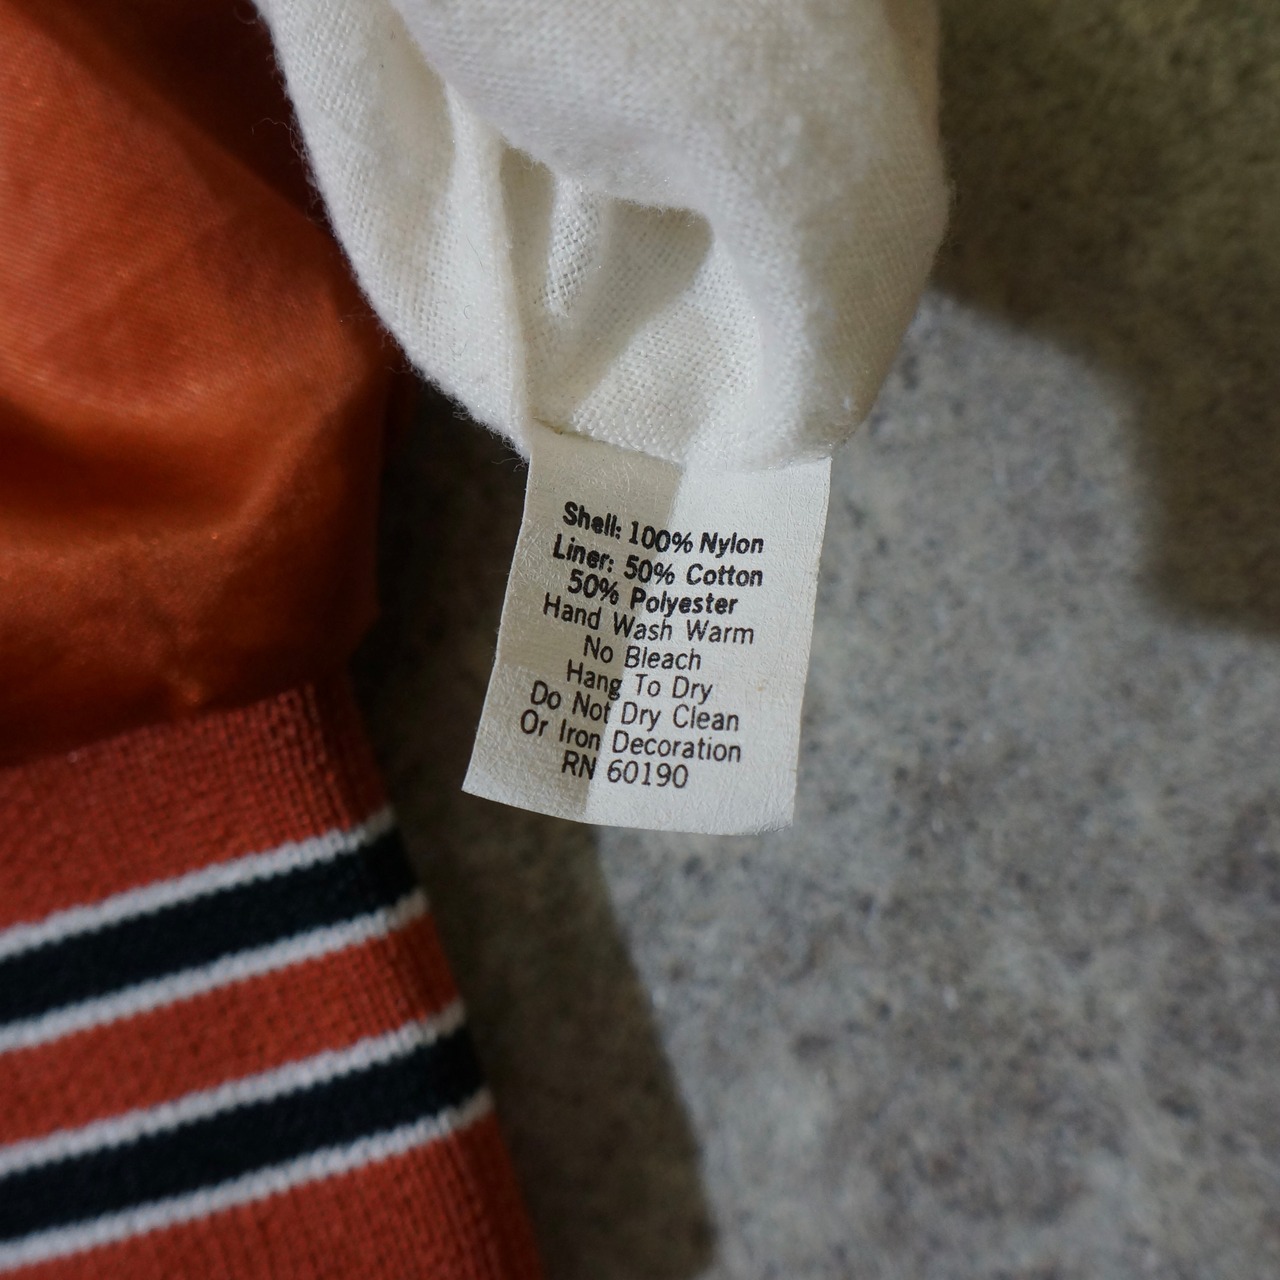 Shell: 100% Nylon
Liner: 50% Cotton
50% Polyester
Hand Wash Warm
No Bleach
Hang To Dry
Do Not Dry Clean
Or Iron Decoration
RN 60190